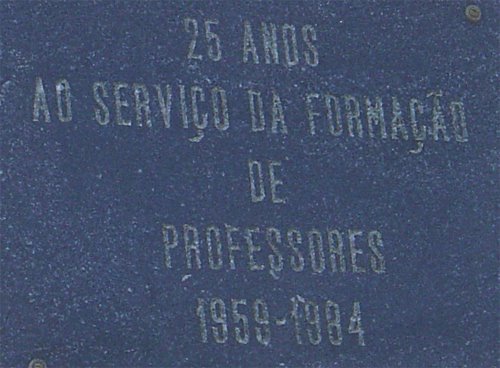 25 ANOS
AO SERVIÇO DA FORMAÇÃO
DE
PROFESSORES
1959-1984